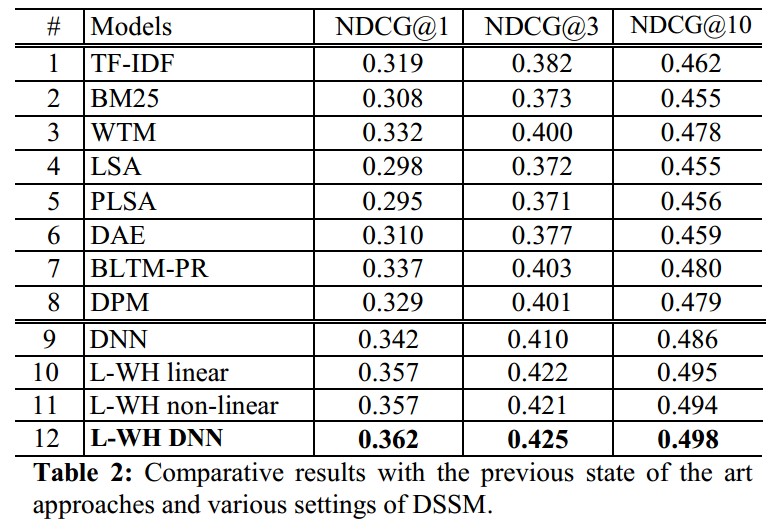 # Models NDCG@1 NDCG@3 NDCG@10
1 TF-IDF 0.319 0.382 0.462
2 BM25 0.308 0.373 0.455
3 WTM 0.332 0.400 0.478
4 LSA 0.298 0.372 0.455
5 PLSA 0.295 0.371 0.456
6 DAE 0.310 0.377 0.459
7 BLTM-PR 0.337 0.403 0.480
8 DPM 0.329 0.401 0.479
9 DNN 0.342 0.410 0.486
10 L-WH linear 0.357 0.422 0.495
11 L-WH non-linear 0.357 0.421 0.494
12 L-WH DNN 0.362 0.425 0.498
Table 2: Comparative results with the previous state of the art
approaches and various settings of DSSM.